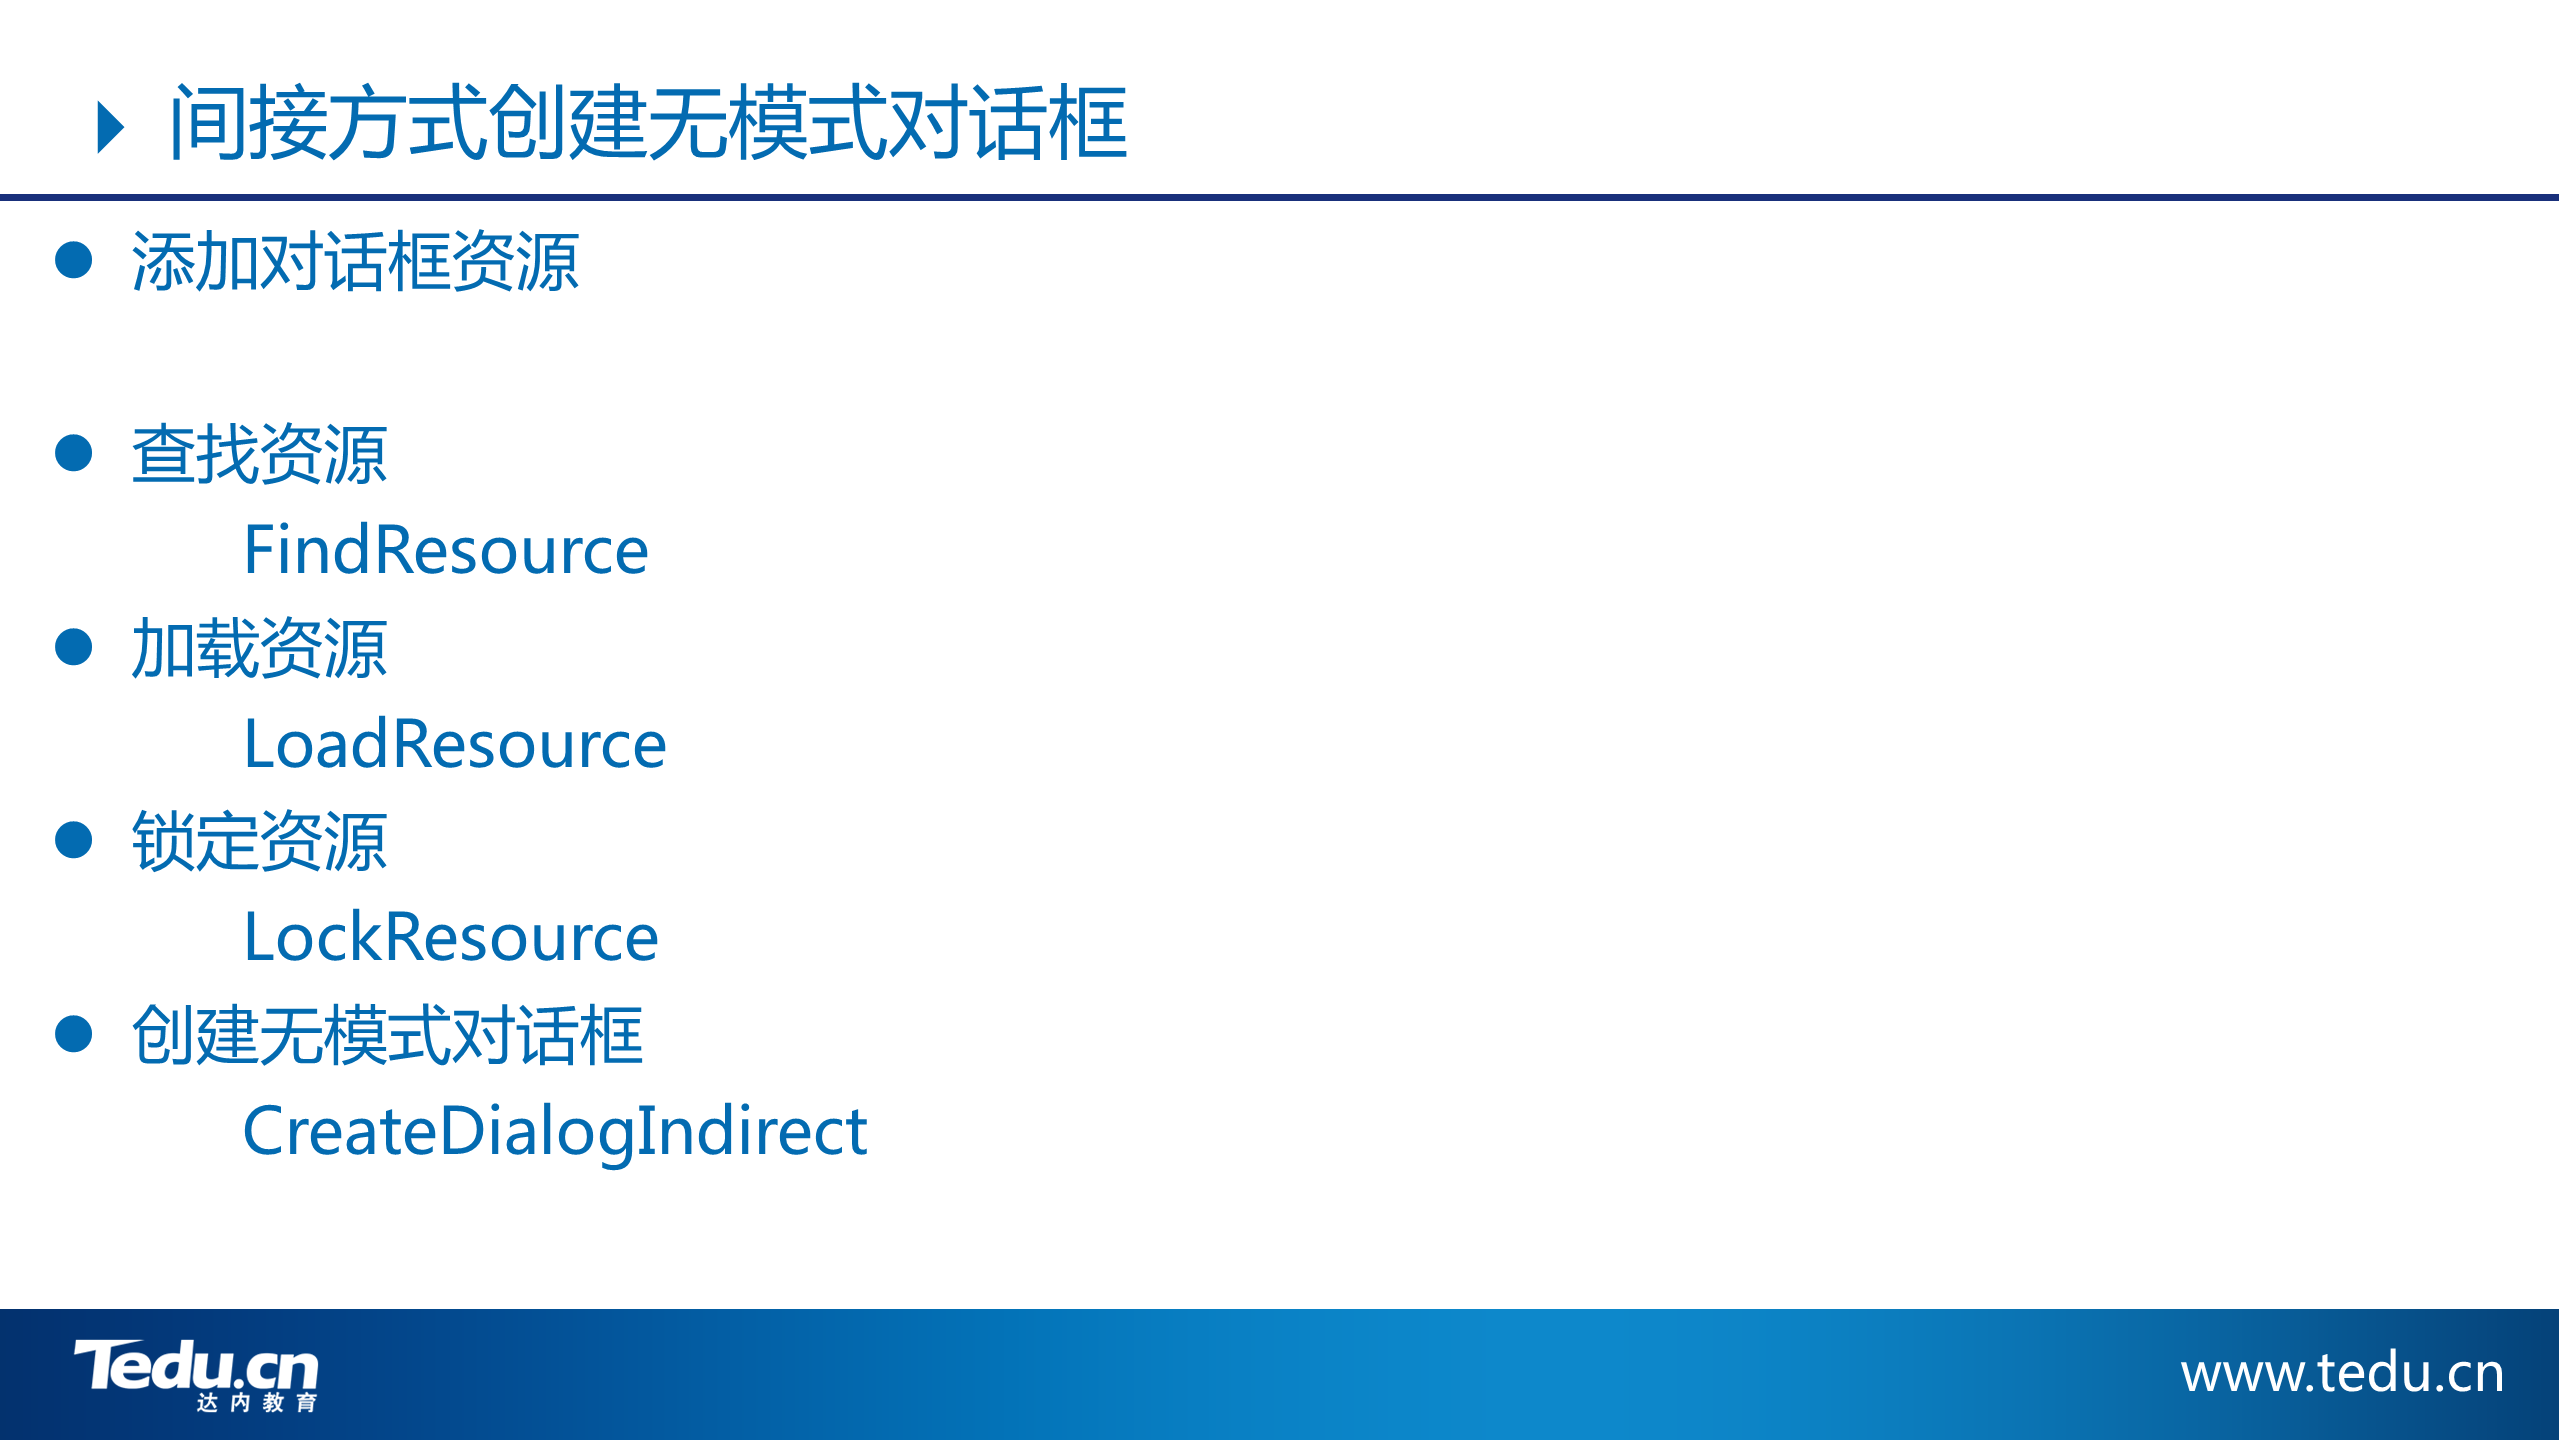 间接方式创建无模式对话框
添加对话框资源
查找资源
FindResource
加载资源
LoadResource
锁定资源
LockResource
创建无模式对话框
CreateDialogIndirect
Tedu.cn
达内教育
www.tedu.cn